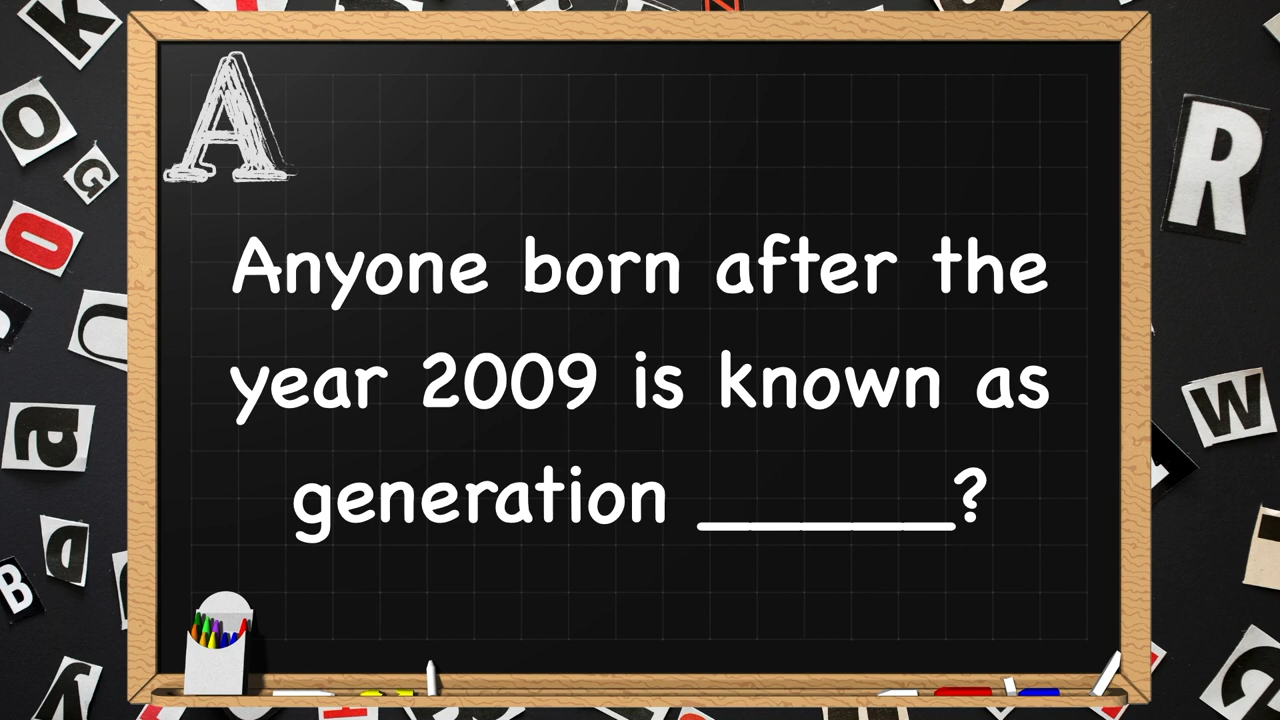 A
Anyone born after the
year 2009 is known as
generation ______?
K
O
G
O
a
D
B
R
W